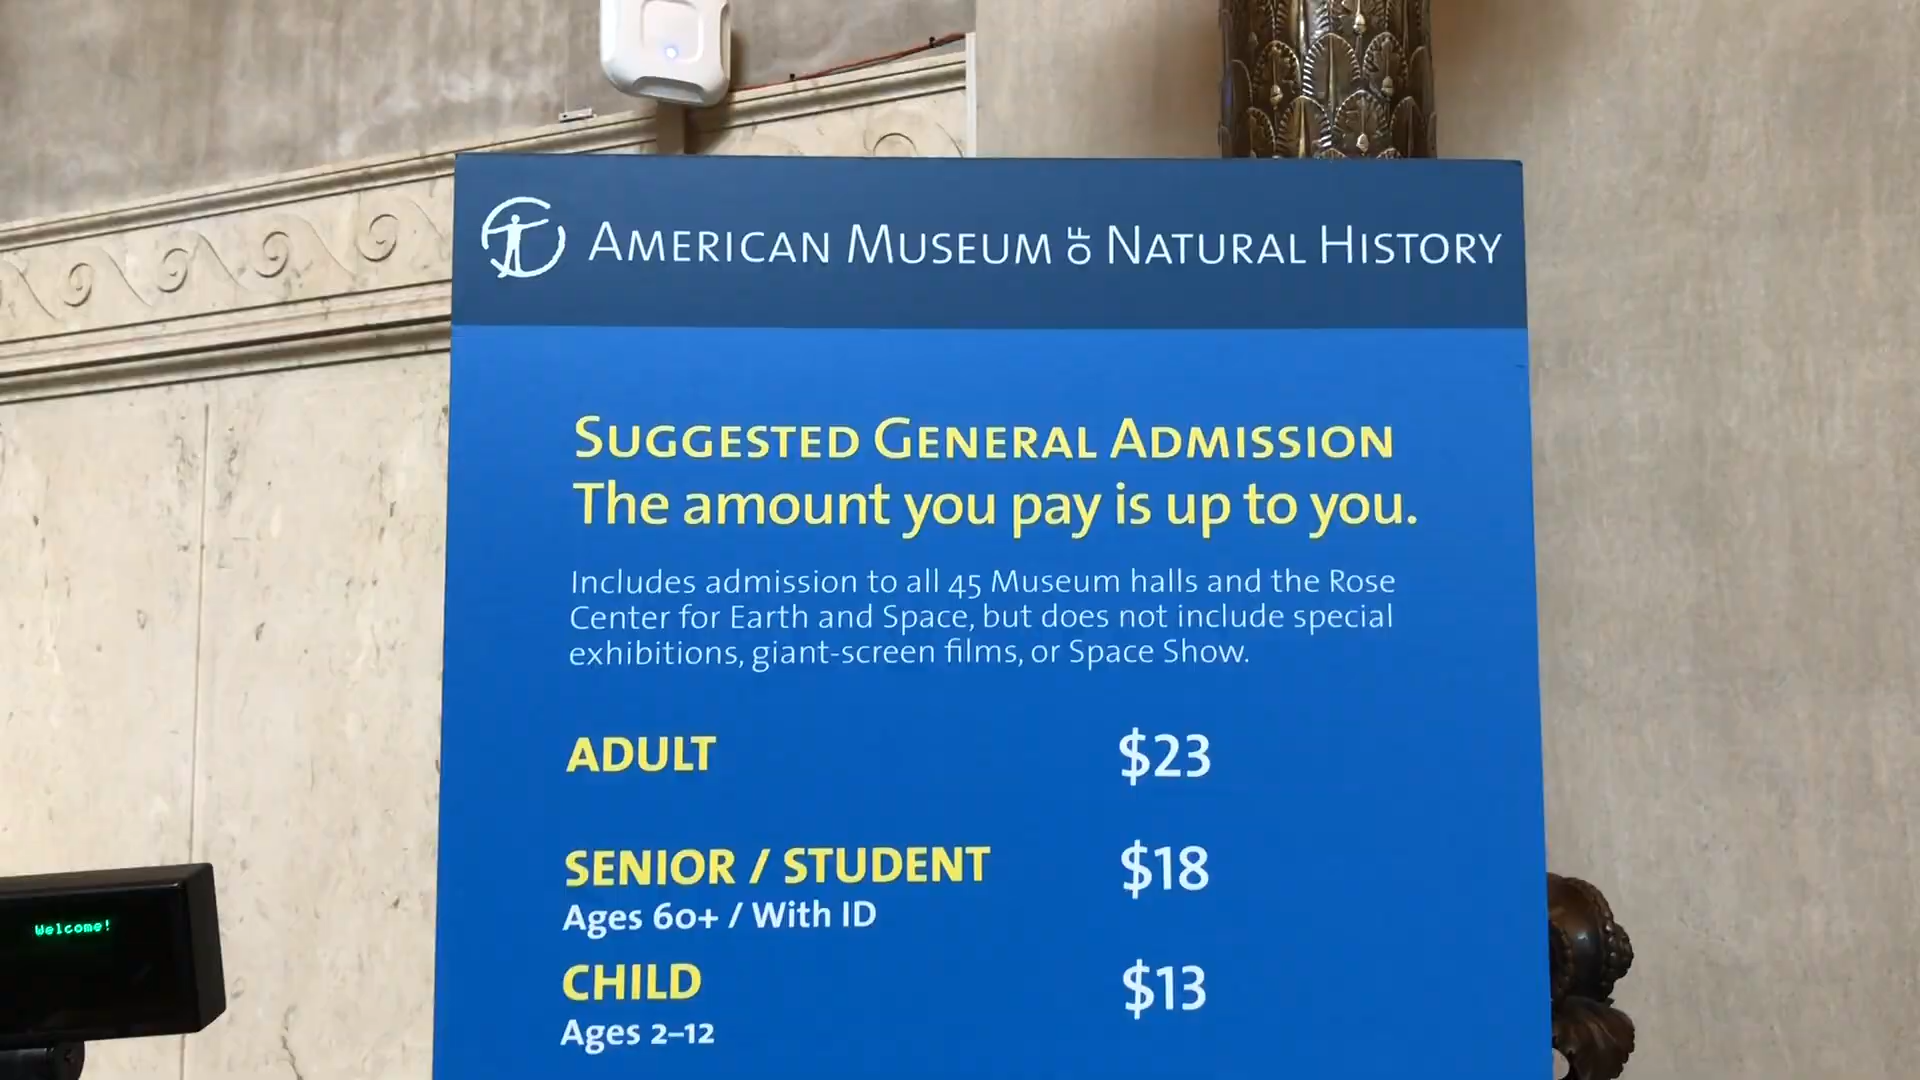 AMERICAN MUSEUM OF NATURAL HISTORY
SUGGESTED GENERAL ADMISSION
The amount you pay is up to you.
Includes admission to all 45 Museum halls and the Rose
Center for Earth and Space, but does not include special
exhibitions, giant-screen films, or Space Show.
ADULT $23
SENIOR / STUDENT $18
Ages 60+ / With ID
CHILD $13
Ages 2–12
Welcome!